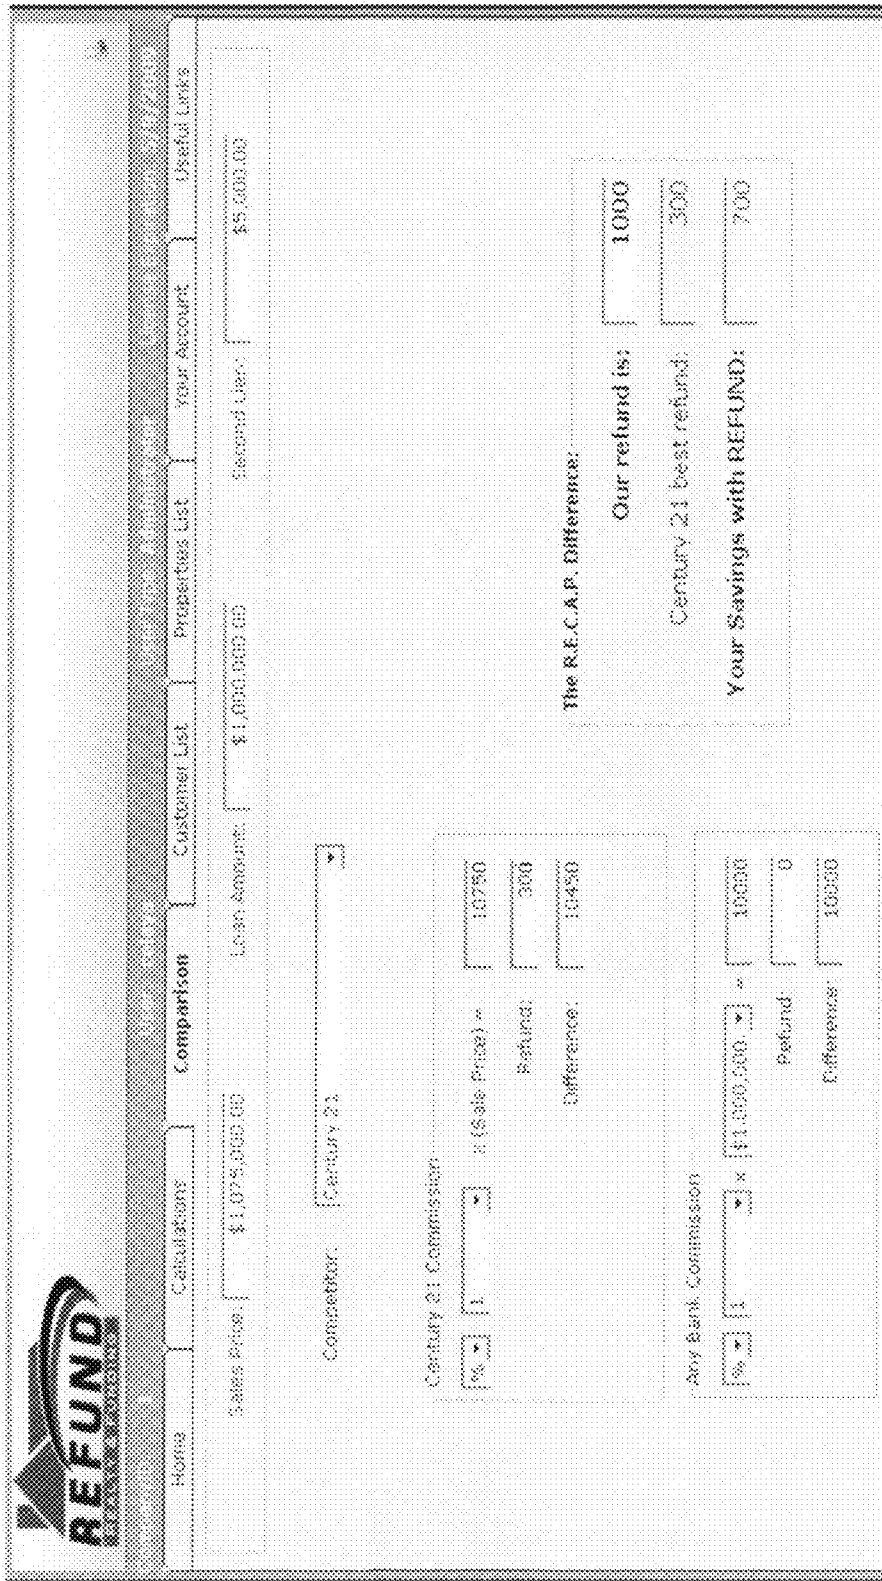 REFUND
Home
Calculations
Comparison
Customer List
Properties List
Your Account
Useful Links
Sales Price: $1,075,000.00
Loan Amount: $1,000,000.00
Second Lien: $5,000.00
Competitor: Century 21
Century 21 Commission
% 1 x (Sale Price) = 10750
Refund: 300
Difference: 10450
The R.E.C.A.P. Difference:
Our refund is: 1000
Century 21 best refund: 300
Your Savings with REFUND: 700
Any Bank Commission
% 1 x $1,000,000. = 10000
Refund: 0
Difference: 10000